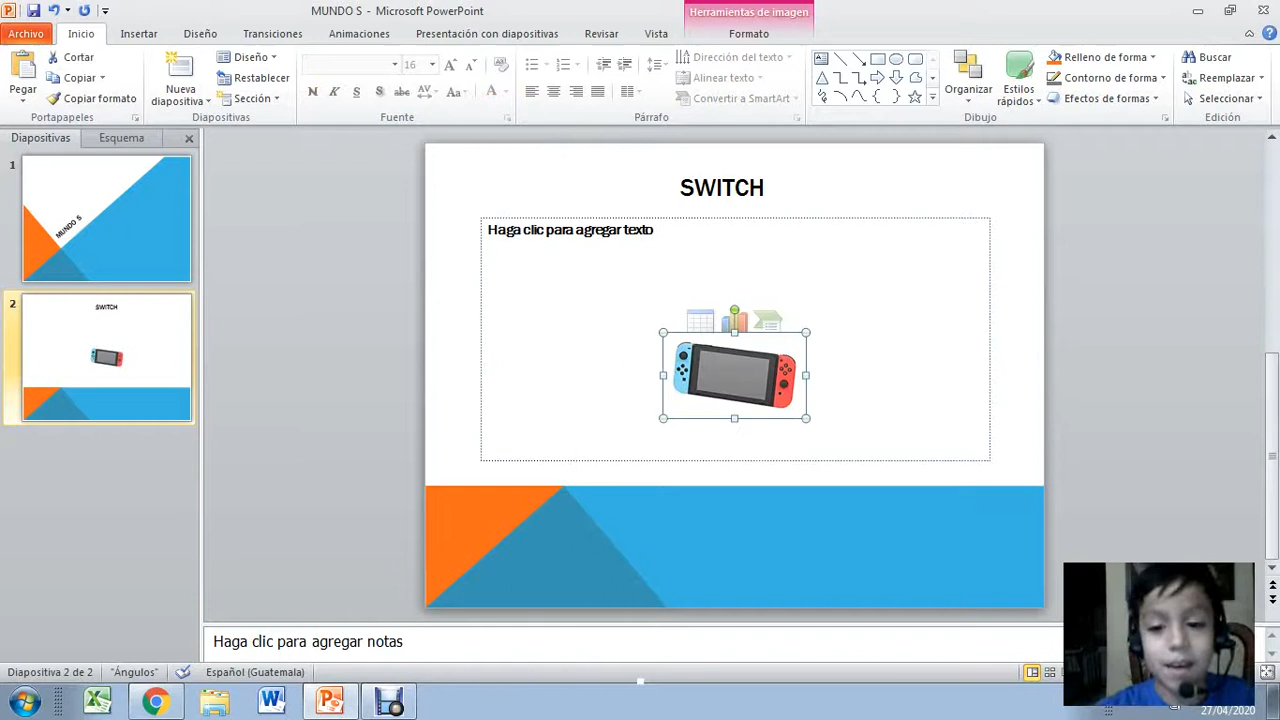 MUNDO S - Microsoft PowerPoint
Herramientas de imagen
Archivo Inicio Insertar Diseño Transiciones Animaciones Presentación con diapositivas Revisar Vista Formato
Pegar
Cortar
Copiar
Copiar formato
Portapapeles
Nueva diapositiva
Diseño
Restablecer
Sección
Diapositivas
16
N K S S abc AV Aa A
Fuente
Dirección del texto
Alinear texto
Convertir a SmartArt
Párrafo
Organizar
Estilos rápidos
Relleno de forma
Contorno de forma
Efectos de formas
Dibujo
Buscar
Reemplazar
Seleccionar
Edición
Diapositivas Esquema
1
MUNDO S
2
SWITCH
SWITCH
Haga clic para agregar texto
Haga clic para agregar notas
Diapositiva 2 de 2 "Ángulos" Español (Guatemala)
27/04/2020